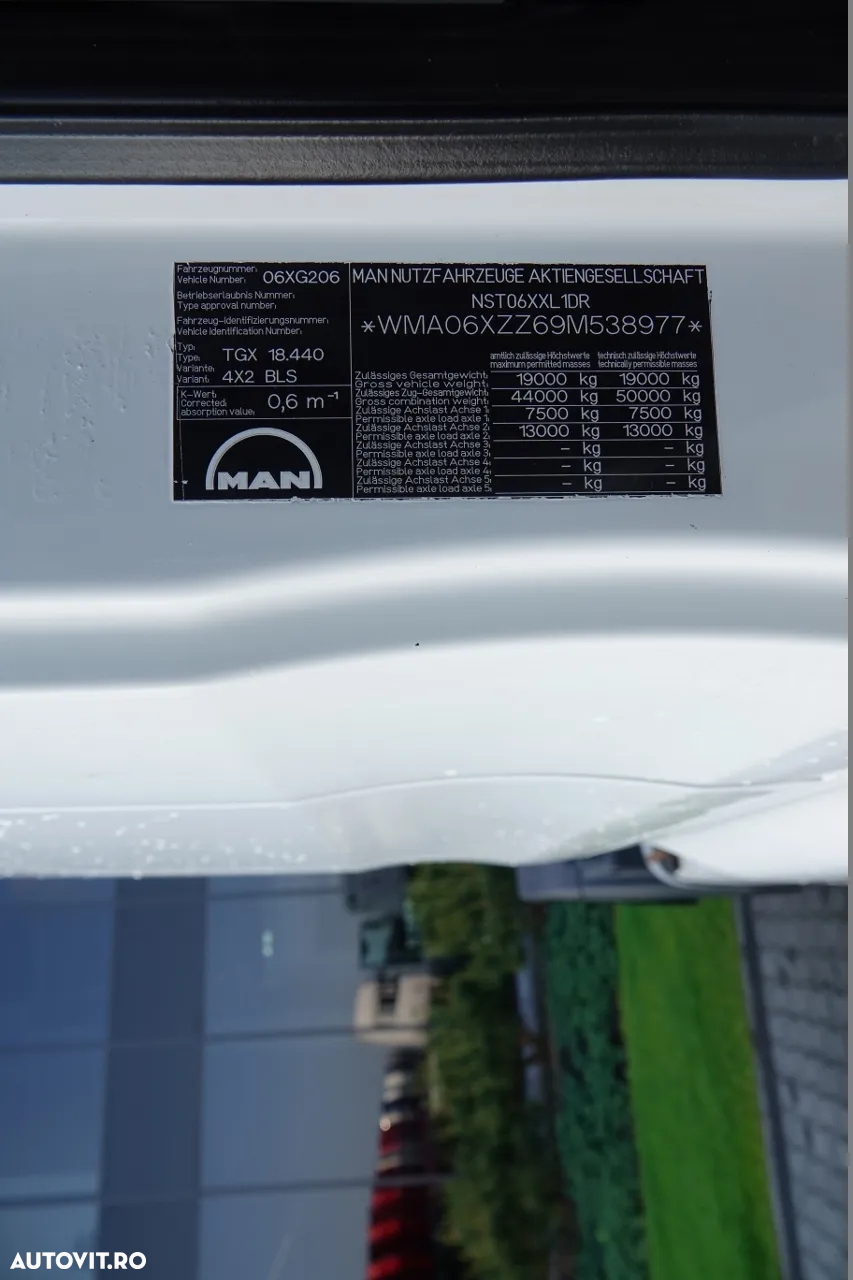 Fahrzeugnummer:
Vehicle Number: 06XG206
Betriebserlaubnis Nummer:
Type approval number:
Fahrzeug-Identifizierungsnummer:
Vehicle Identification Number:
Typ:
Type: TGX 18.440
Variante:
Variant: 4X2 BLS
K-Wert:
Corrected
absorption value: 0,6 m⁻¹
MAN
MAN NUTZFAHRZEUGE AKTIENGESELLSCHAFT
NST06XXL1DR
*WMA06XZZ69M538977*
amtlich zulässige Höchstwerte technisch zulässige Höchstwerte
maximum permitted masses technically permissible masses
Zulässiges Gesamtgewicht:
Gross vehicle weight: 19000 kg 19000 kg
Zulässiges Zug-Gesamtgewicht:
Gross combination weight: 44000 kg 50000 kg
Zulässige Achslast Achse 1:
Permissible axle load axle 1: 7500 kg 7500 kg
Zulässige Achslast Achse 2:
Permissible axle load axle 2: 13000 kg 13000 kg
Zulässige Achslast Achse 3:
Permissible axle load axle 3: - kg - kg
Zulässige Achslast Achse 4:
Permissible axle load axle 4: - kg - kg
Zulässige Achslast Achse 5:
Permissible axle load axle 5: - kg - kg
AUTOVIT.RO